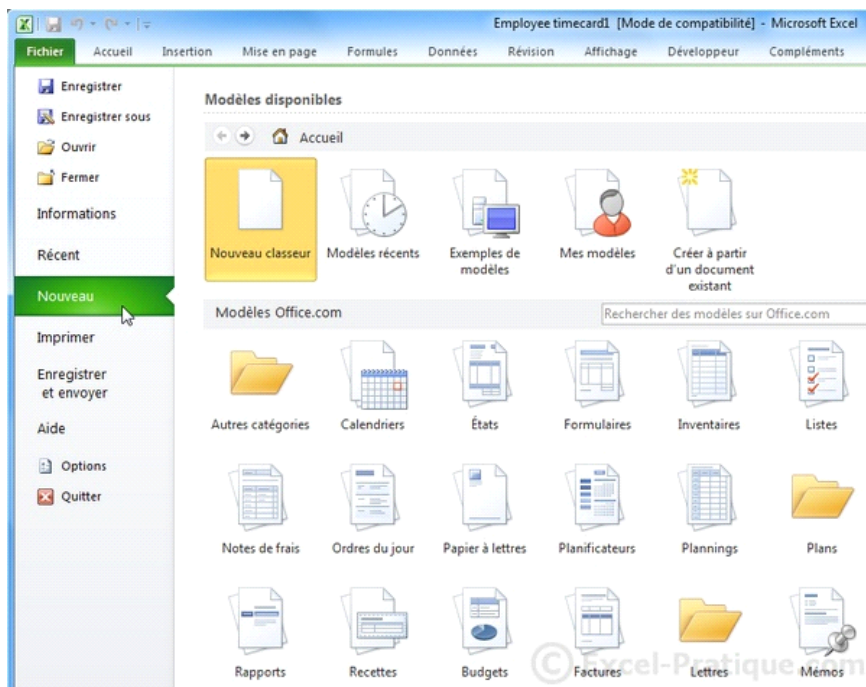 Employee timecard1 [Mode de compatibilité] - Microsoft Excel
Fichier Accueil Insertion Mise en page Formules Données Révision Affichage Développeur Compléments
Enregistrer
Enregistrer sous
Ouvrir
Fermer
Informations
Récent
Nouveau
Imprimer
Enregistrer
et envoyer
Aide
Options
Quitter
Modèles disponibles
Accueil
Nouveau classeur
Modèles récents
Exemples de
modèles
Mes modèles
Créer à partir
d'un document
existant
Modèles Office.com
Rechercher des modèles sur Office.com
Autres catégories Calendriers États Formulaires Inventaires Listes
Notes de frais Ordres du jour Papier à lettres Planificateurs Plannings Plans
Rapports Recettes Budgets Factures Lettres Mémos
© Excel-Pratique.com